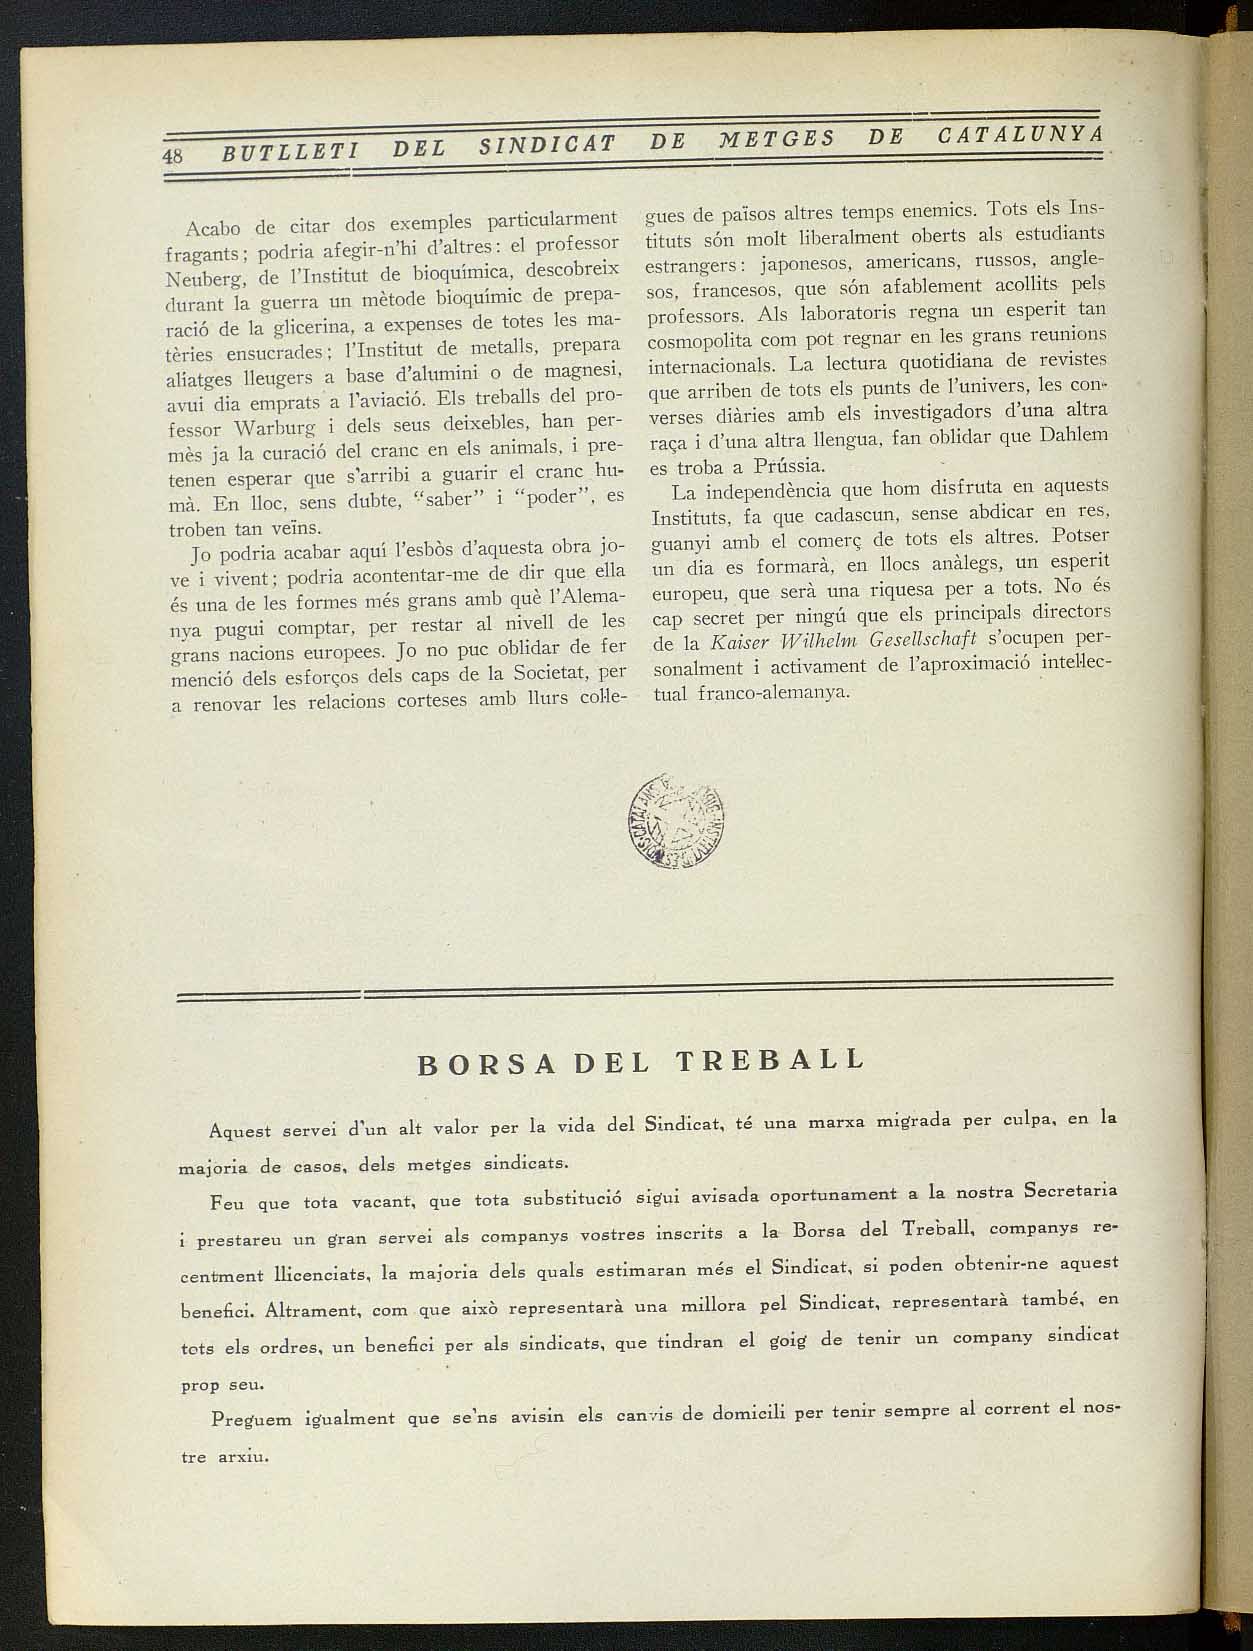 48 BUTLLETI DEL SINDICAT DE METGES DE CATALUNYA
Acabo de citar dos exemples particularment
fragants; podria afegir-n'hi d'altres: el professor
Neuberg, de l'Institut de bioquímica, descobreix
durant la guerra un mètode bioquímic de prepa-
ració de la glicerina, a expenses de totes les ma-
tèries ensucrades; l'Institut de metalls, prepara
aliatges lleugers a base d'alumini o de magnesi,
avui dia emprats a l'aviació. Els treballs del pro-
fessor Warburg i dels seus deixebles, han per-
mès ja la curació del cranc en els animals, i pre-
tenen esperar que s'arribi a guarir el cranc hu-
mà. En lloc, sens dubte, "saber" i "poder", es
troben tan veïns.
Jo podria acabar aquí l'esbòs d'aquesta obra jo-
ve i vivent; podria acontentar-me de dir que ella
és una de les formes més grans amb què l'Alema-
nya pugui comptar, per restar al nivell de les
grans nacions europees. Jo no puc oblidar de fer
menció dels esforços dels caps de la Societat, per
a renovar les relacions corteses amb llurs col·le-
gues de països altres temps enemics. Tots els Ins-
tituts són molt liberalment oberts als estudiants
estrangers: japonesos, americans, russos, angle-
sos, francesos, que són afablement acollits pels
professors. Als laboratoris regna un esperit tan
cosmopolita com pot regnar en les grans reunions
internacionals. La lectura quotidiana de revistes
que arriben de tots els punts de l'univers, les con-
verses diàries amb els investigadors d'una altra
raça i d'una altra llengua, fan oblidar que Dahlem
es troba a Prússia.
La independència que hom disfruta en aquests
Instituts, fa que cadascun, sense abdicar en res,
guanyi amb el comerç de tots els altres. Potser
un dia es formarà, en llocs anàlegs, un esperit
europeu, que serà una riquesa per a tots. No és
cap secret per ningú que els principals directors
de la Kaiser Wilhelm Gesellschaft s'ocupen per-
sonalment i activament de l'aproximació intel·lec-
tual franco-alemanya.
BORSA DEL TREBALL
Aquest servei d'un alt valor per la vida del Sindicat, té una marxa migrada per culpa, en la
majoria de casos, dels metges sindicats.
Feu que tota vacant, que tota substitució sigui avisada oportunament a la nostra Secretaria
i prestareu un gran servei als companys vostres inscrits a la Borsa del Treball, companys re-
centment llicenciats, la majoria dels quals estimaran més el Sindicat, si poden obtenir-ne aquest
benefici. Altrament, com que això representarà una millora pel Sindicat, representarà també, en
tots els ordres, un benefici per als sindicats, que tindran el goig de tenir un company sindicat
prop seu.
Preguem igualment que se'ns avisin els canvis de domicili per tenir sempre al corrent el nos-
tre arxiu.